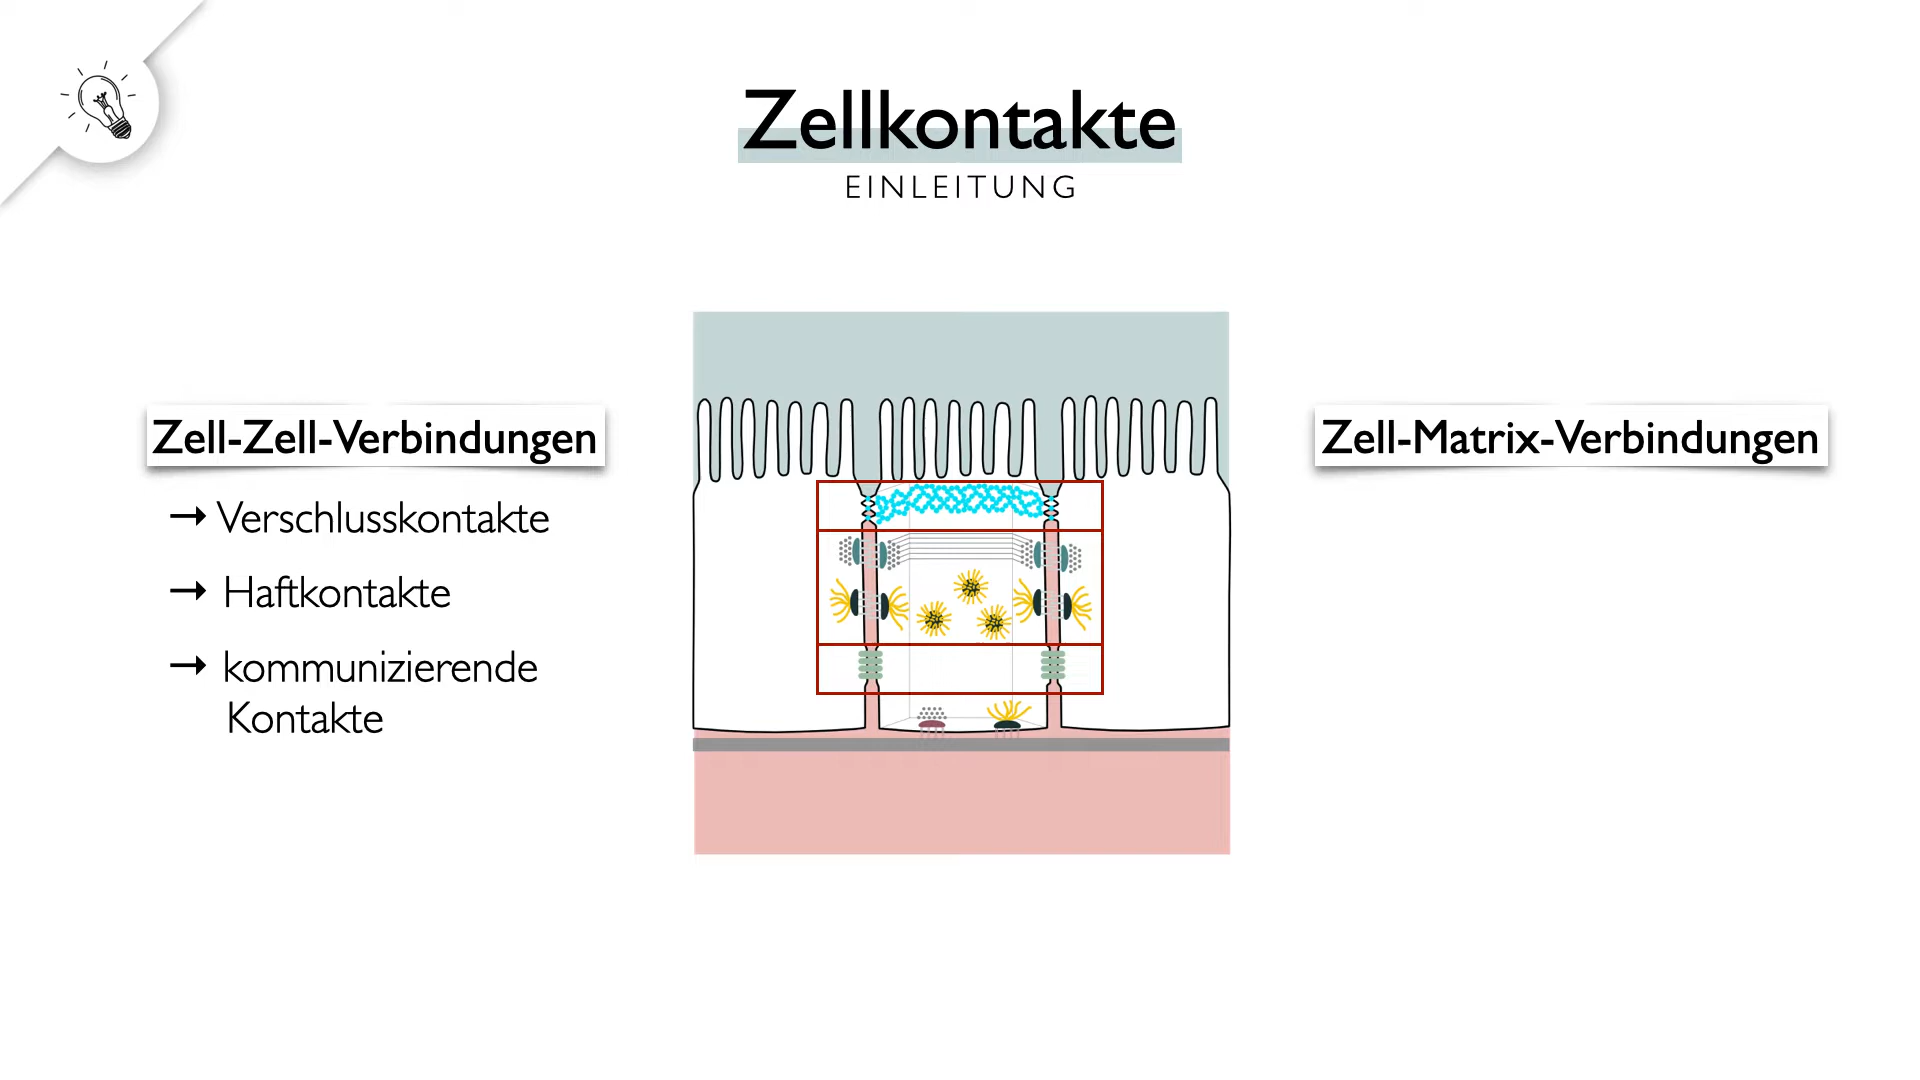 Zellkontakte
EINLEITUNG
Zell-Zell-Verbindungen
→ Verschlusskontakte
→ Haftkontakte
→ kommunizierende
Kontakte
Zell-Matrix-Verbindungen